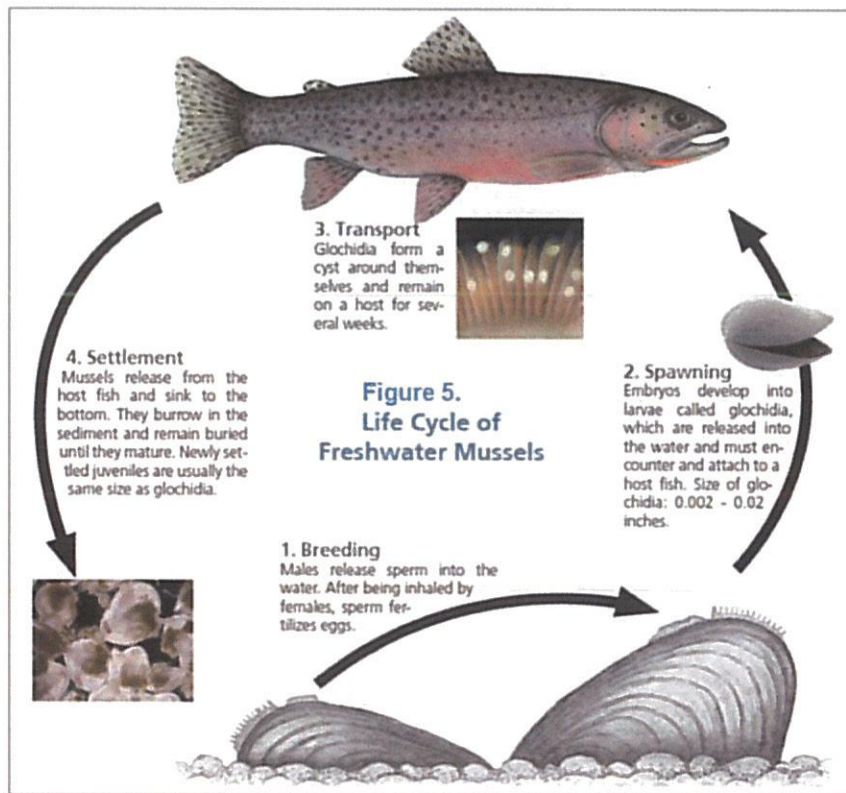 3. Transport
Glochidia form a
cyst around them-
selves and remain
on a host for sev-
eral weeks.
4. Settlement
Mussels release from the
host fish and sink to the
bottom. They burrow in the
sediment and remain buried
until they mature. Newly set-
tled juveniles are usually the
same size as glochidia.
Figure 5.
Life Cycle of
Freshwater Mussels
2. Spawning
Embryos develop into
larvae called glochidia,
which are released into
the water and must en-
counter and attach to a
host fish. Size of glo-
chidia: 0.002 - 0.02
inches.
1. Breeding
Males release sperm into the
water. After being inhaled by
females, sperm fer-
tilizes eggs.